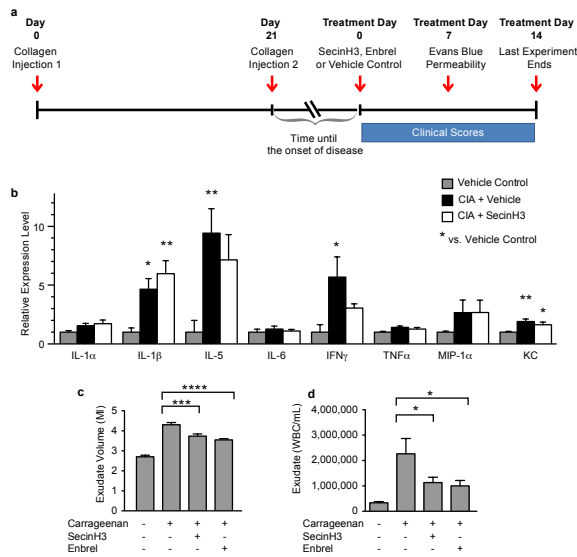 a
Day
0
Day
21
Treatment Day
0
Treatment Day
7
Treatment Day
14
Collagen
Injection 1
Collagen
Injection 2
SecinH3, Enbrel
or Vehicle Control
Evans Blue
Permeability
Last Experiment
Ends
Time until
the onset of disease
Clinical Scores
b
Relative Expression Level
10
5
0
Vehicle Control
CIA + Vehicle
CIA + SecinH3
* vs. Vehicle Control
* ** ** * ** *
IL-1α IL-1β IL-5 IL-6 IFNγ TNFα MIP-1α KC
c
Exudate Volume (Ml)
5
4
3
2
1
0
****
***
Carrageenan - + + +
SecinH3 - - + -
Enbrel - - - +
d
Exudate (WBC/mL)
4,000,000
3,000,000
2,000,000
1,000,000
0
*
*
- + + +
- - + -
- - - +